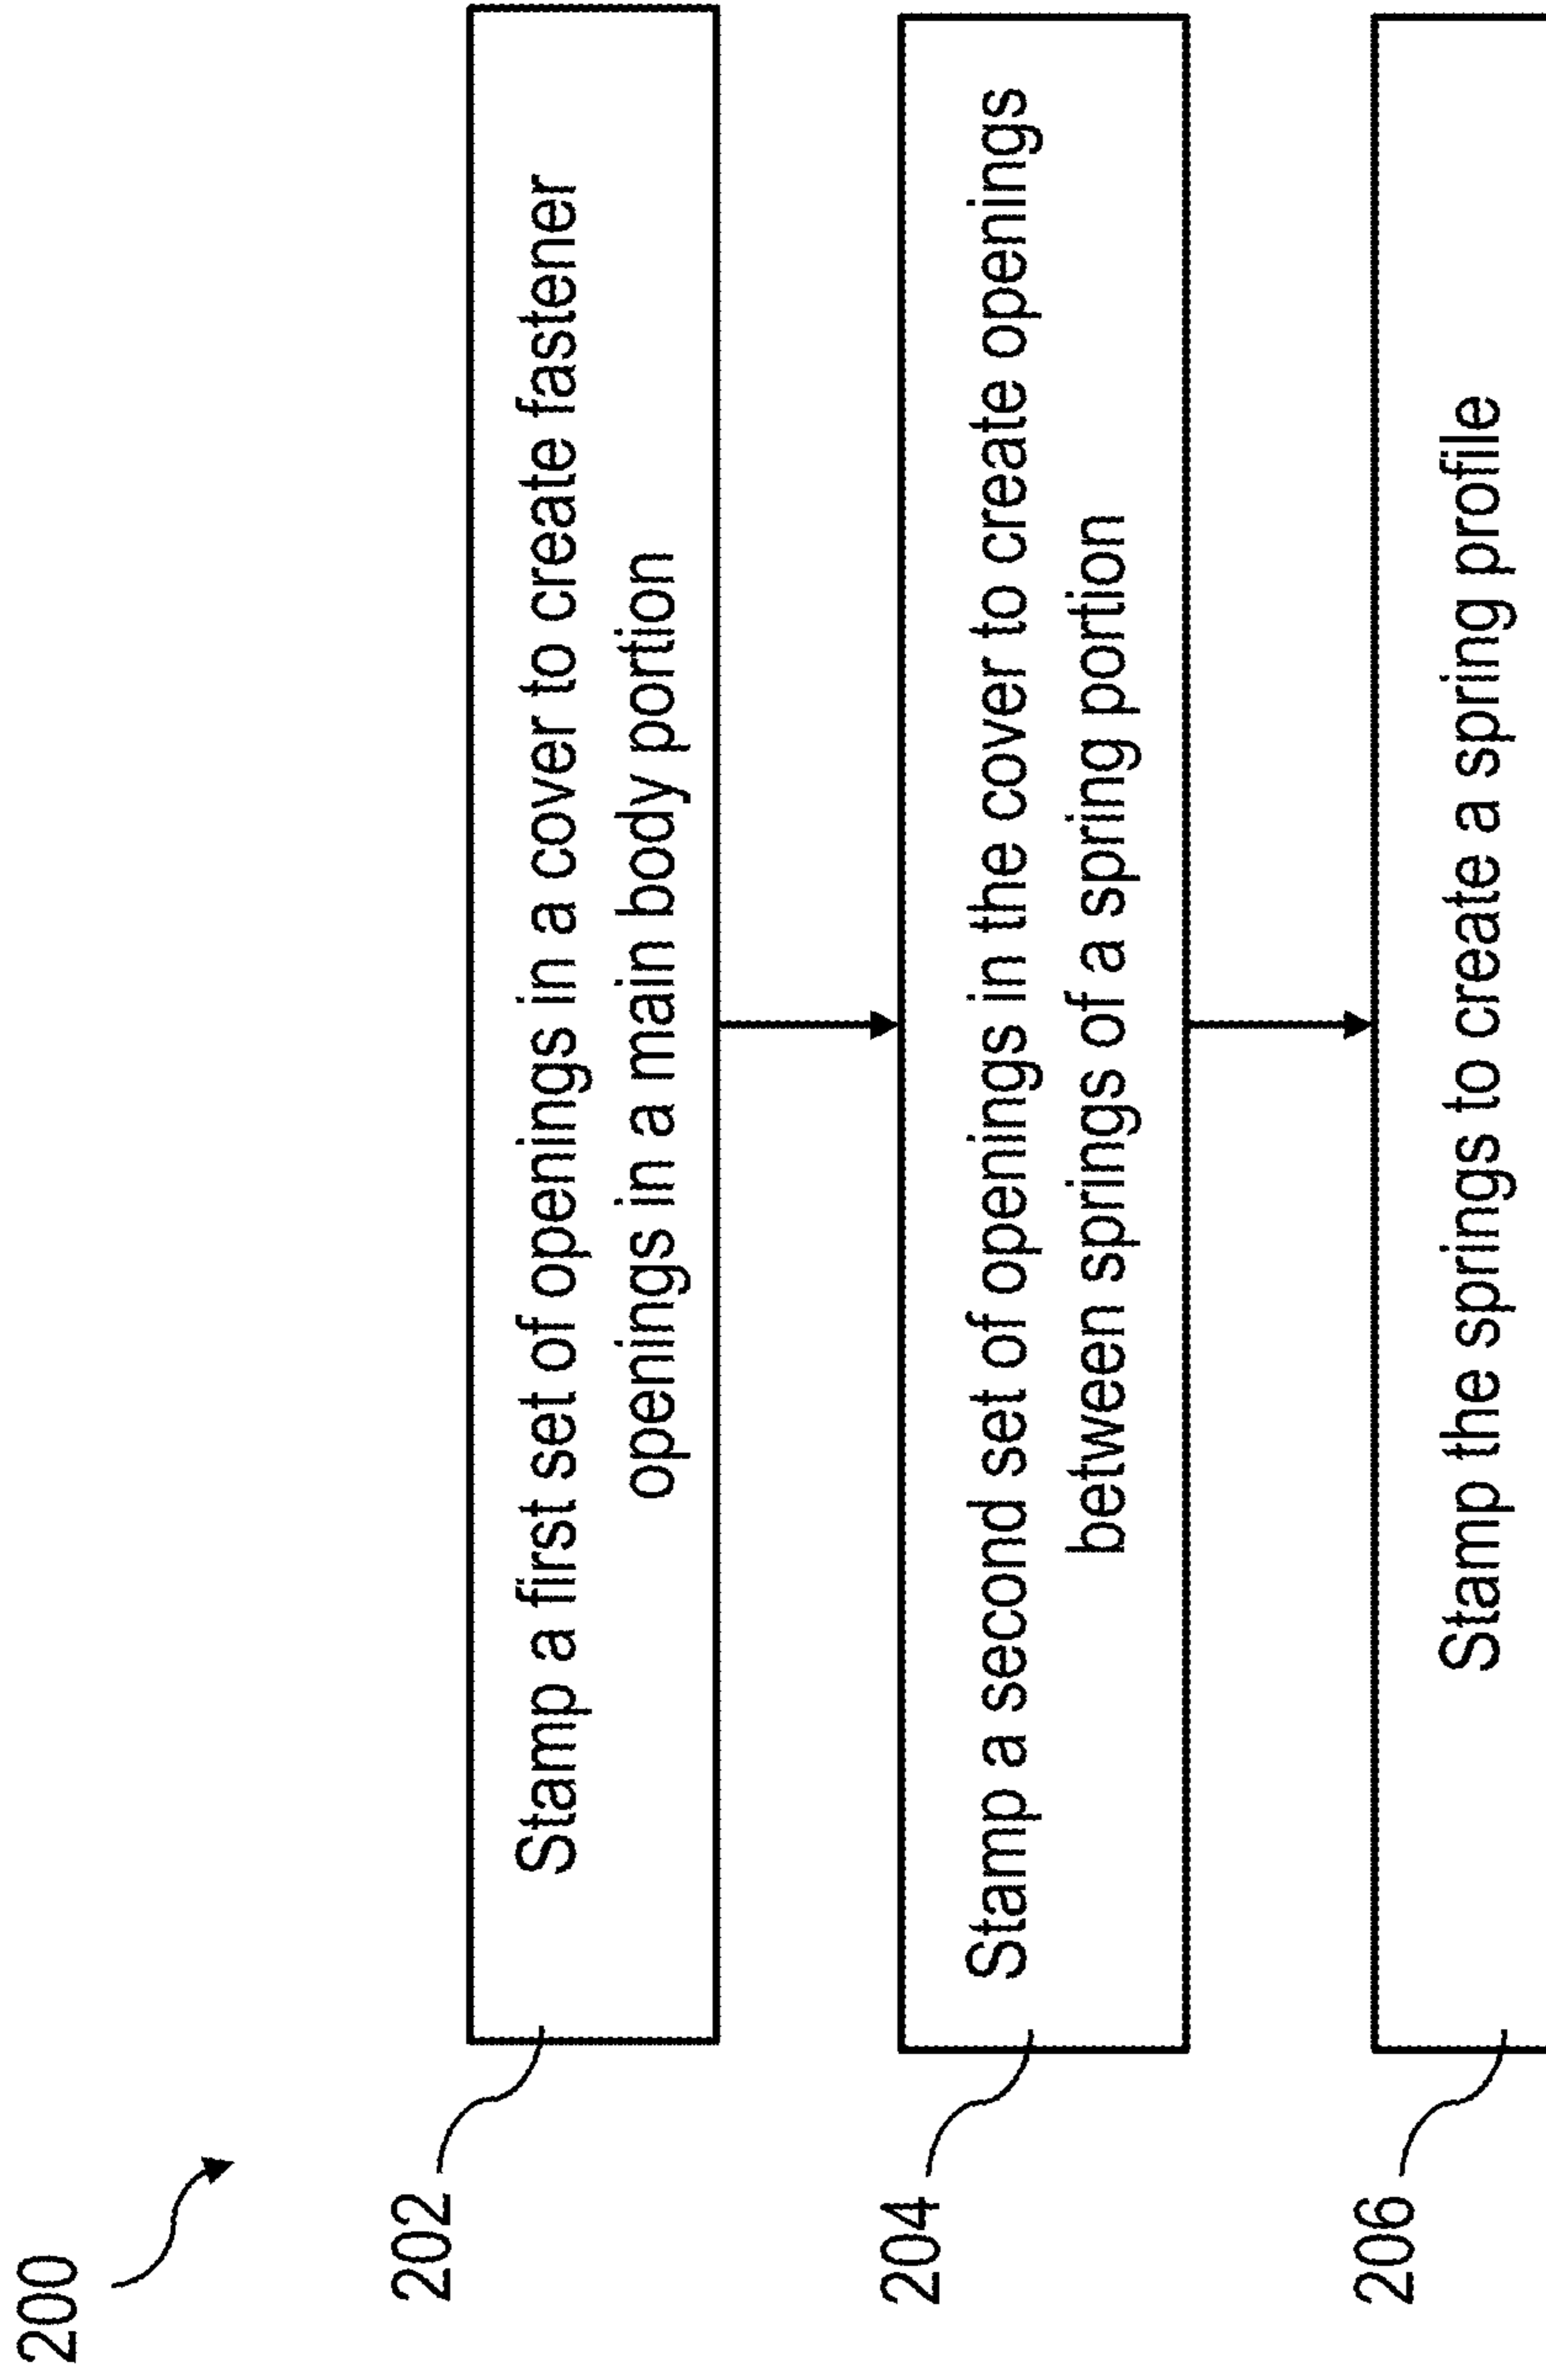 200
202
Stamp a first set of openings in a cover to create fastener
openings in a main body portion
204
Stamp a second set of openings in the cover to create openings
between springs of a spring portion
206
Stamp the springs to create a spring profile